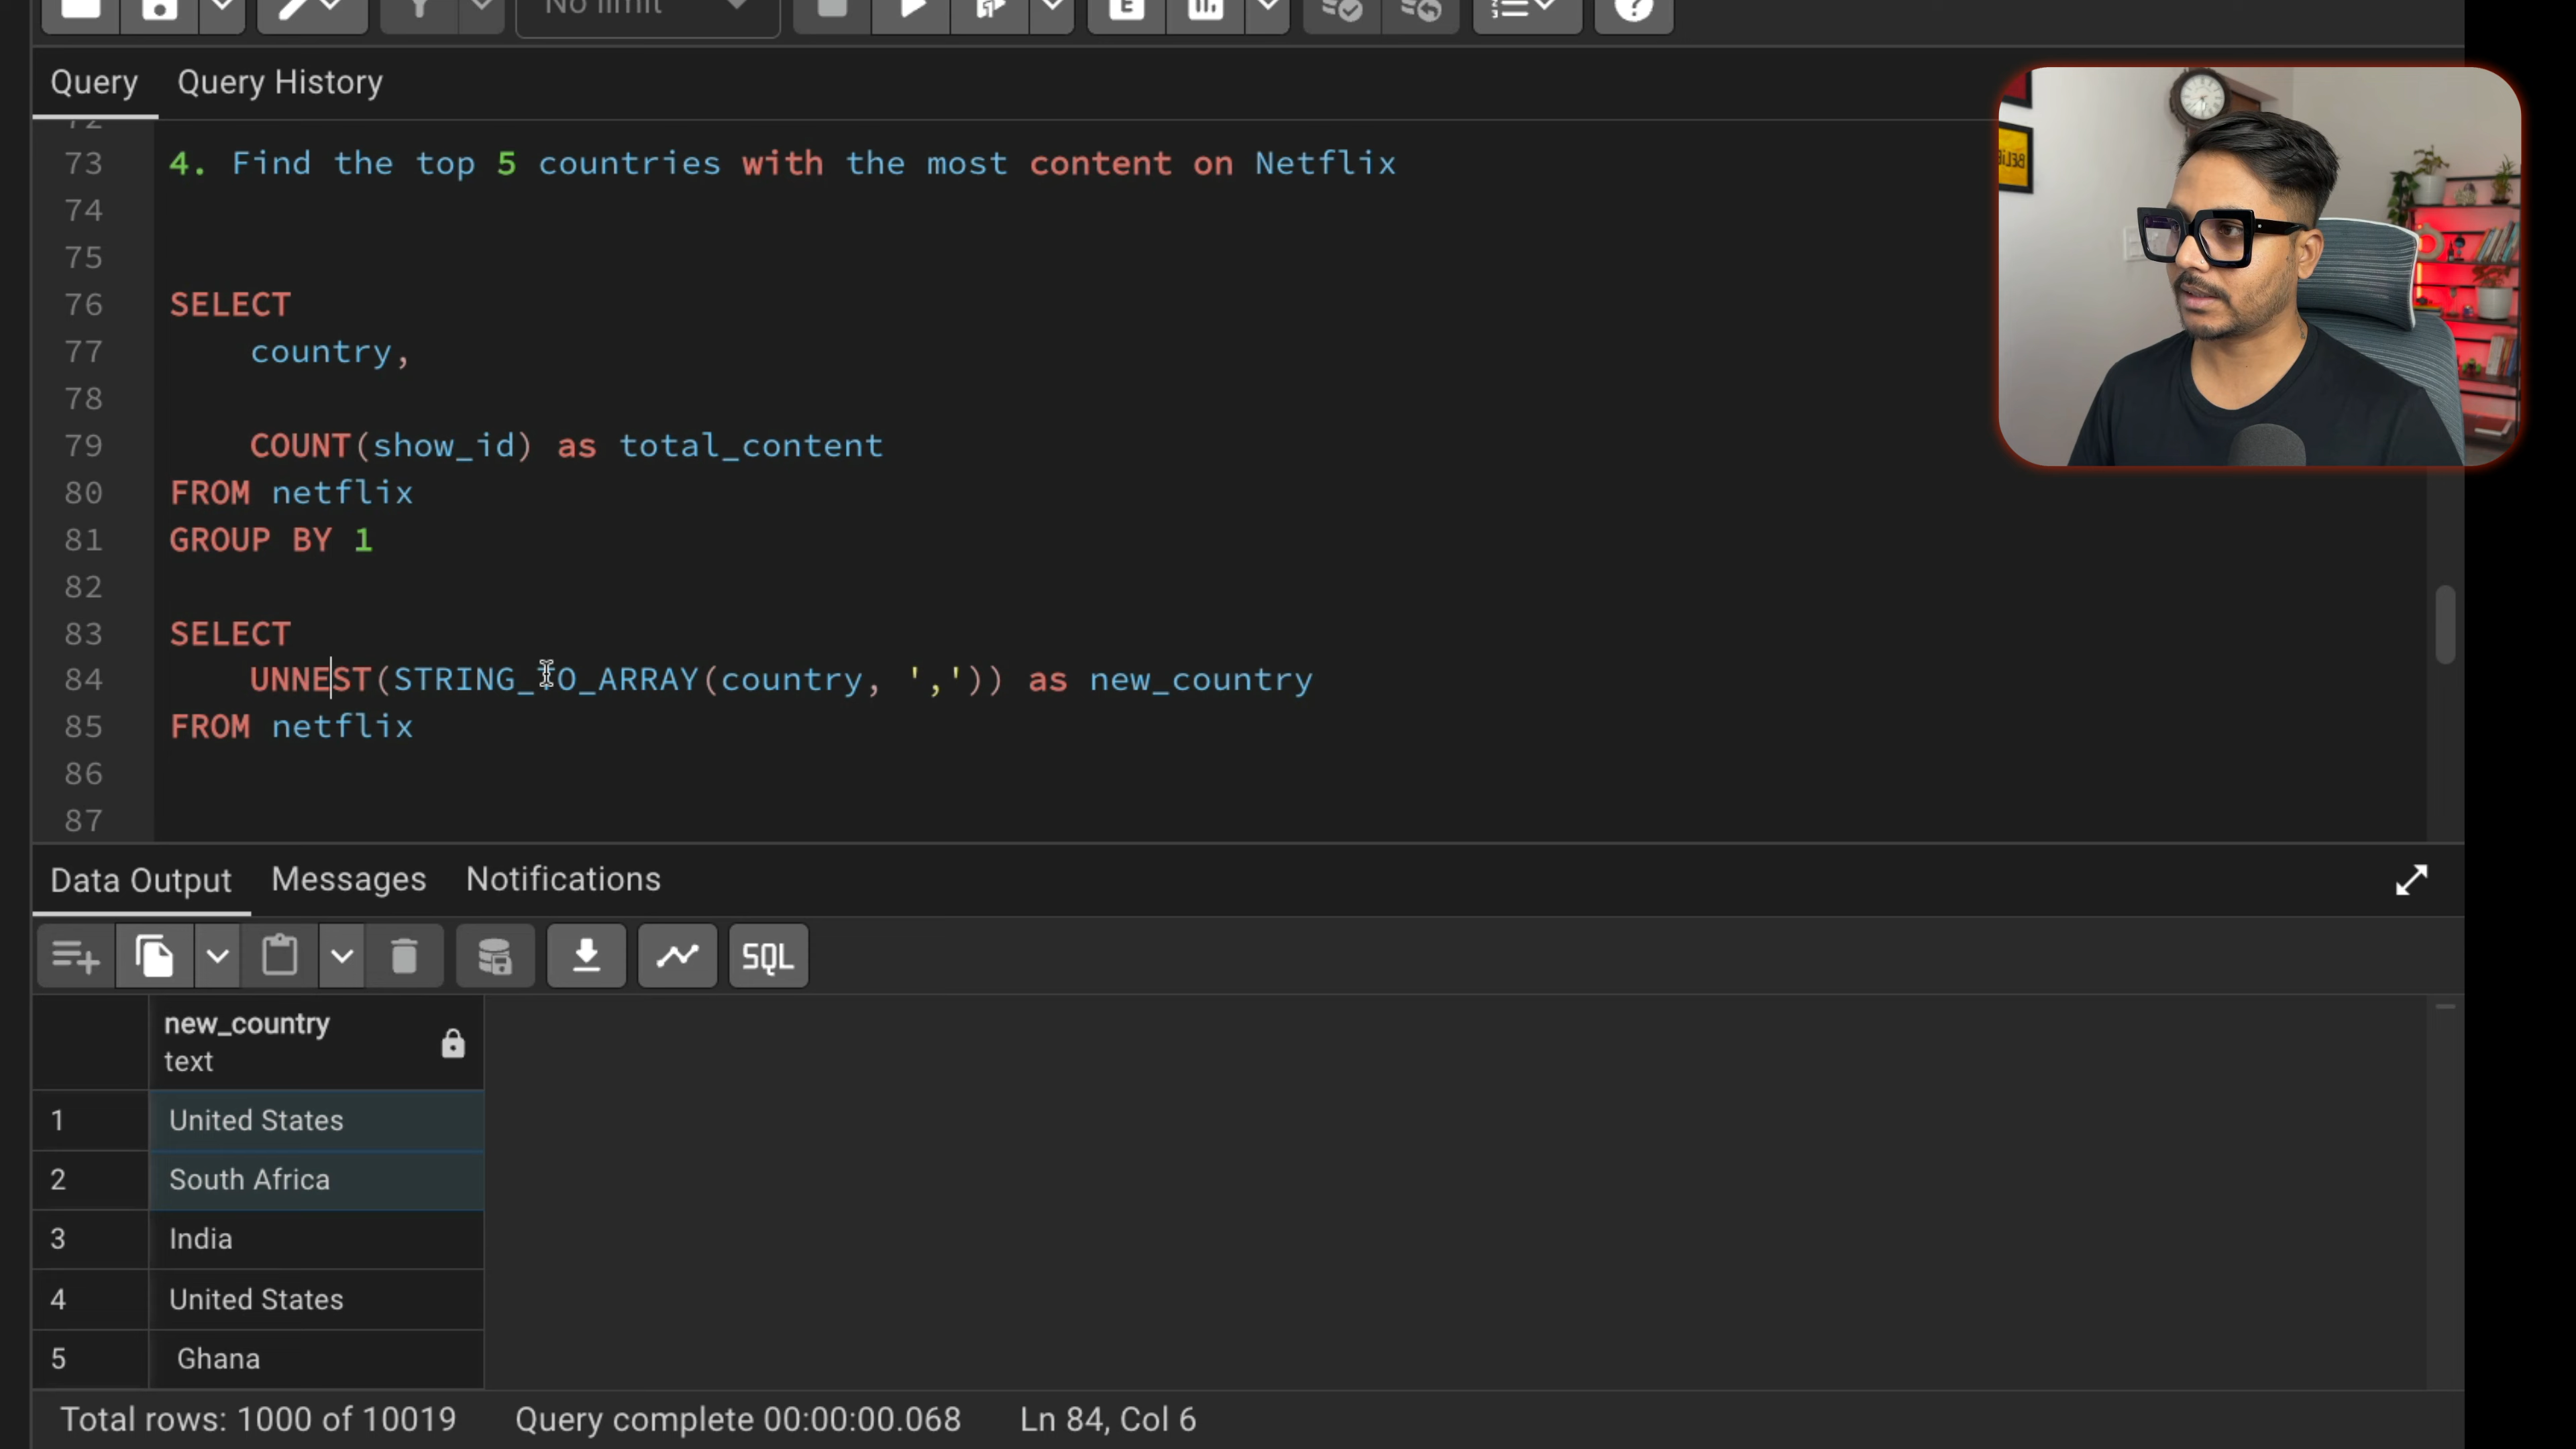 No limit
Query Query History
72
73 4. Find the top 5 countries with the most content on Netflix
74
75
76 SELECT
77 country,
78
79 COUNT(show_id) as total_content
80 FROM netflix
81 GROUP BY 1
82
83 SELECT
84 UNNEST(STRING_TO_ARRAY(country, ',')) as new_country
85 FROM netflix
86
87
Data Output Messages Notifications
SQL
new_country
text
1 United States
2 South Africa
3 India
4 United States
5 Ghana
Total rows: 1000 of 10019 Query complete 00:00:00.068 Ln 84, Col 6